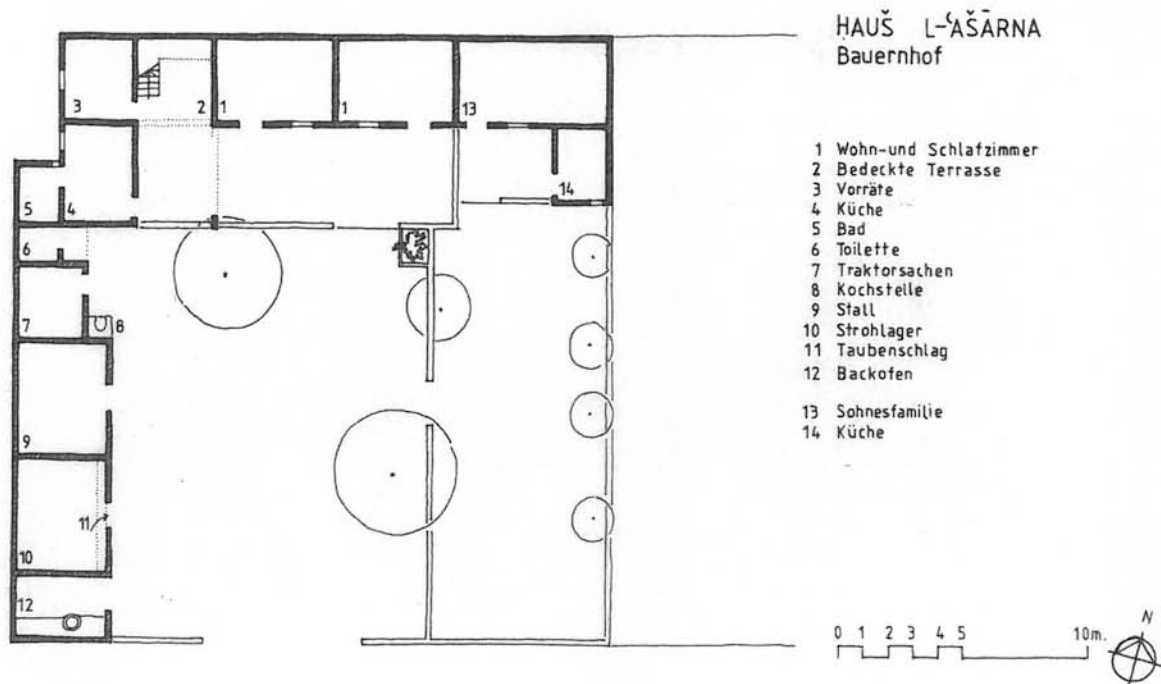 ḤAUŠ L-ʿAŠĀRNA
Bauernhof
1 Wohn-und Schlafzimmer
2 Bedeckte Terrasse
3 Vorräte
4 Küche
5 Bad
6 Toilette
7 Traktorsachen
8 Kochstelle
9 Stall
10 Strohlager
11 Taubenschlag
12 Backofen
13 Sohnesfamilie
14 Küche
3 2 1 1 13
5 4 14
6
7 8
9
11
10
12
0 1 2 3 4 5 10m.
N